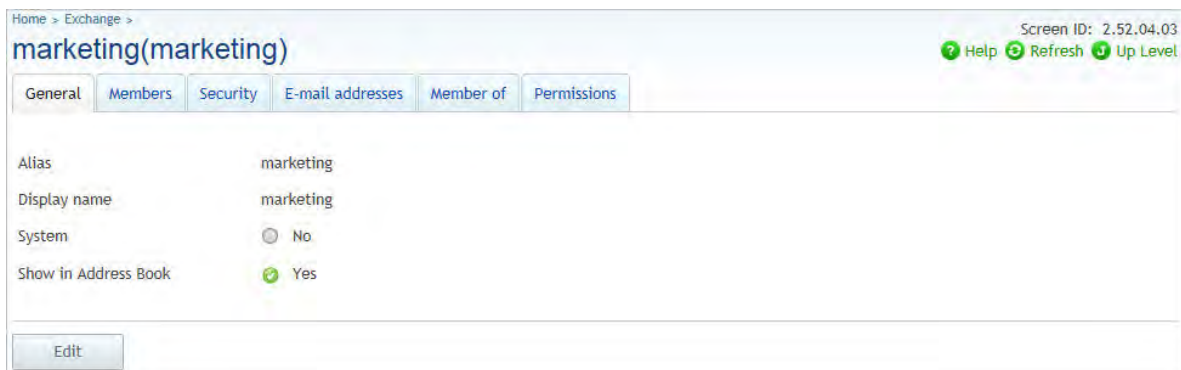 Home > Exchange >
Screen ID: 2.52.04.03
marketing(marketing)
Help Refresh Up Level
General Members Security E-mail addresses Member of Permissions
Alias marketing
Display name marketing
System No
Show in Address Book Yes
Edit